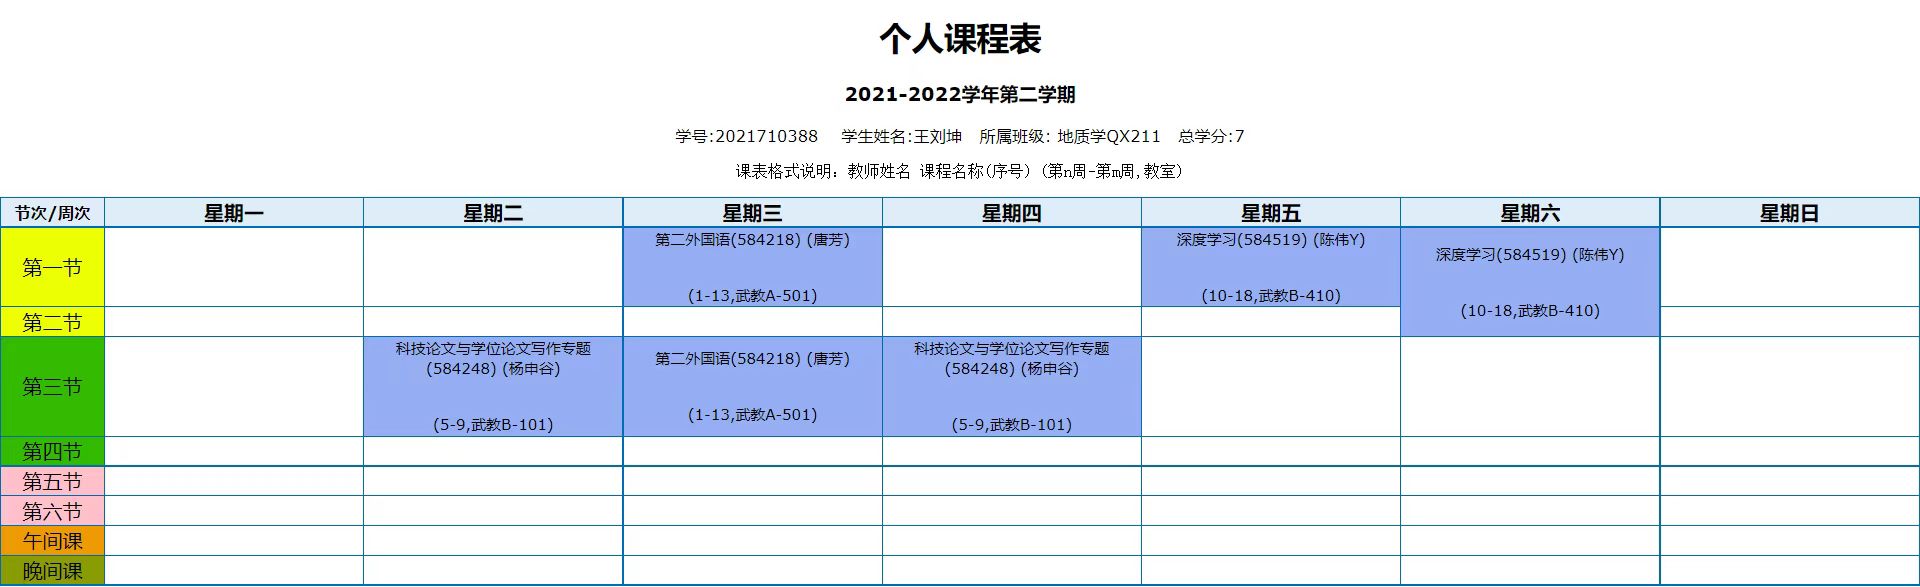 个人课程表
2021-2022学年第二学期
学号:2021710388 学生姓名:王刘坤 所属班级: 地质学QX211 总学分:7
课表格式说明: 教师姓名 课程名称(序号) (第n周-第m周,教室)
节次/周次 星期一 星期二 星期三 星期四 星期五 星期六 星期日
第一节
第二外国语(584218) (唐芳)
(1-13,武教A-501)
深度学习(584519) (陈伟Y)
(10-18,武教B-410)
深度学习(584519) (陈伟Y)
(10-18,武教B-410)
第二节
第三节
科技论文与学位论文写作专题
(584248) (杨申谷)
(5-9,武教B-101)
第二外国语(584218) (唐芳)
(1-13,武教A-501)
科技论文与学位论文写作专题
(584248) (杨申谷)
(5-9,武教B-101)
第四节
第五节
第六节
午间课
晚间课